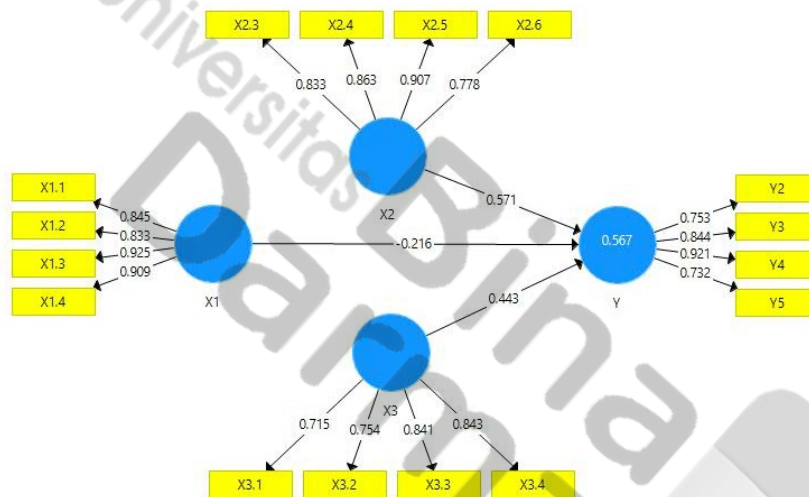 X2.3 X2.4 X2.5 X2.6
0.833 0.863 0.907 0.778
X2
X1.1
X1.2
X1.3
X1.4
0.845
0.833
0.925
0.909
X1
0.571
-0.216
0.443
0.567
Y
0.753
0.844
0.921
0.732
Y2
Y3
Y4
Y5
X3
0.715 0.754 0.841 0.843
X3.1 X3.2 X3.3 X3.4
Universitas
Bina
Darma